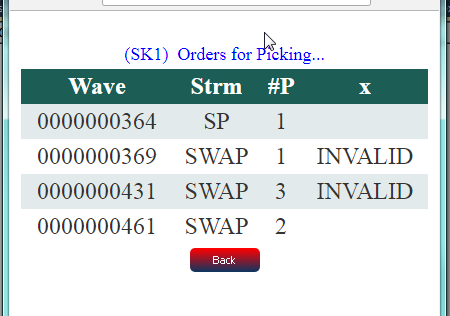 (SK1) Orders for Picking...
Wave Strm #P x
0000000364 SP 1
0000000369 SWAP 1 INVALID
0000000431 SWAP 3 INVALID
0000000461 SWAP 2
Back